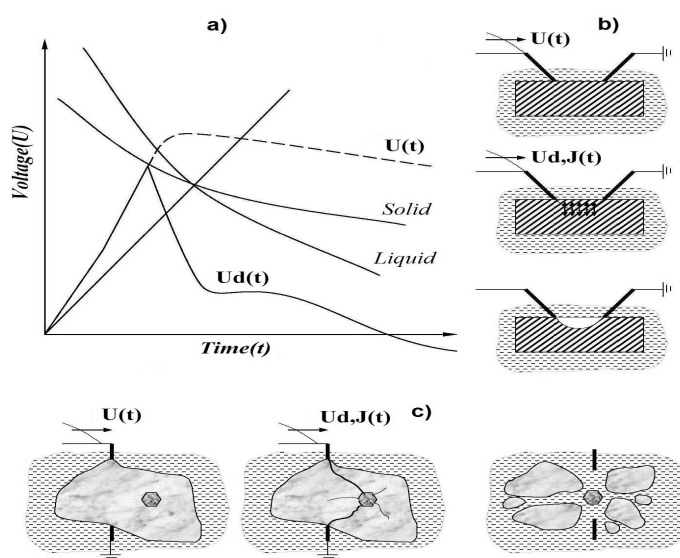 a)
b)
U(t)
Voltage(U)
U(t)
Solid
Liquid
Ud(t)
Time(t)
Ud,J(t)
U(t)
Ud,J(t)
c)